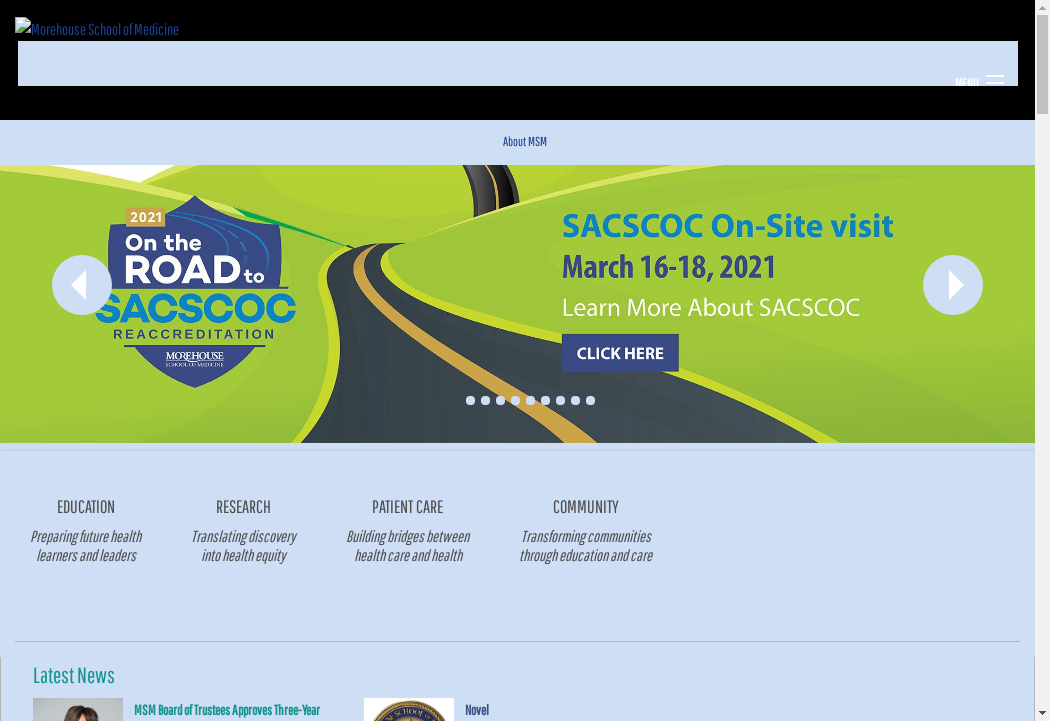 Morehouse School of Medicine
MENU
About MSM
2021
On the
ROAD to
SACSCOC
REACCREDITATION
MOREHOUSE
SCHOOL OF MEDICINE
SACSCOC On-Site visit
March 16-18, 2021
Learn More About SACSCOC
CLICK HERE
EDUCATION
Preparing future health
learners and leaders
RESEARCH
Translating discovery
into health equity
PATIENT CARE
Building bridges between
health care and health
COMMUNITY
Transforming communities
through education and care
Latest News
MSM Board of Trustees Approves Three-Year
Novel